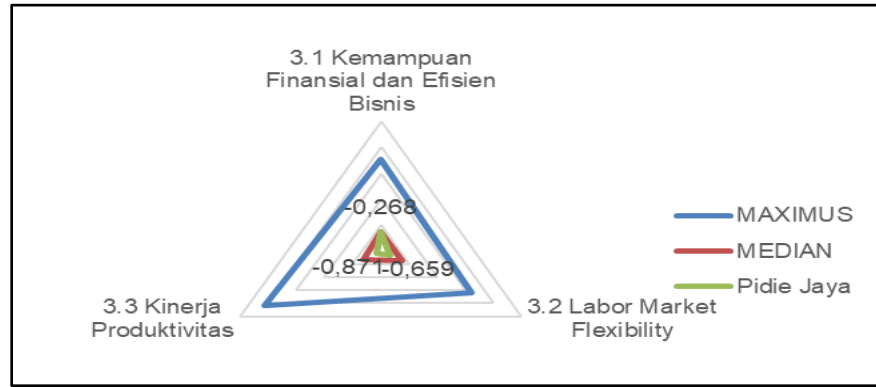 3.1 Kemampuan
Finansial dan Efisien
Bisnis
-0,268
-0,871
-0,659
3.3 Kinerja
Produktivitas
3.2 Labor Market
Flexibility
MAXIMUS
MEDIAN
Pidie Jaya